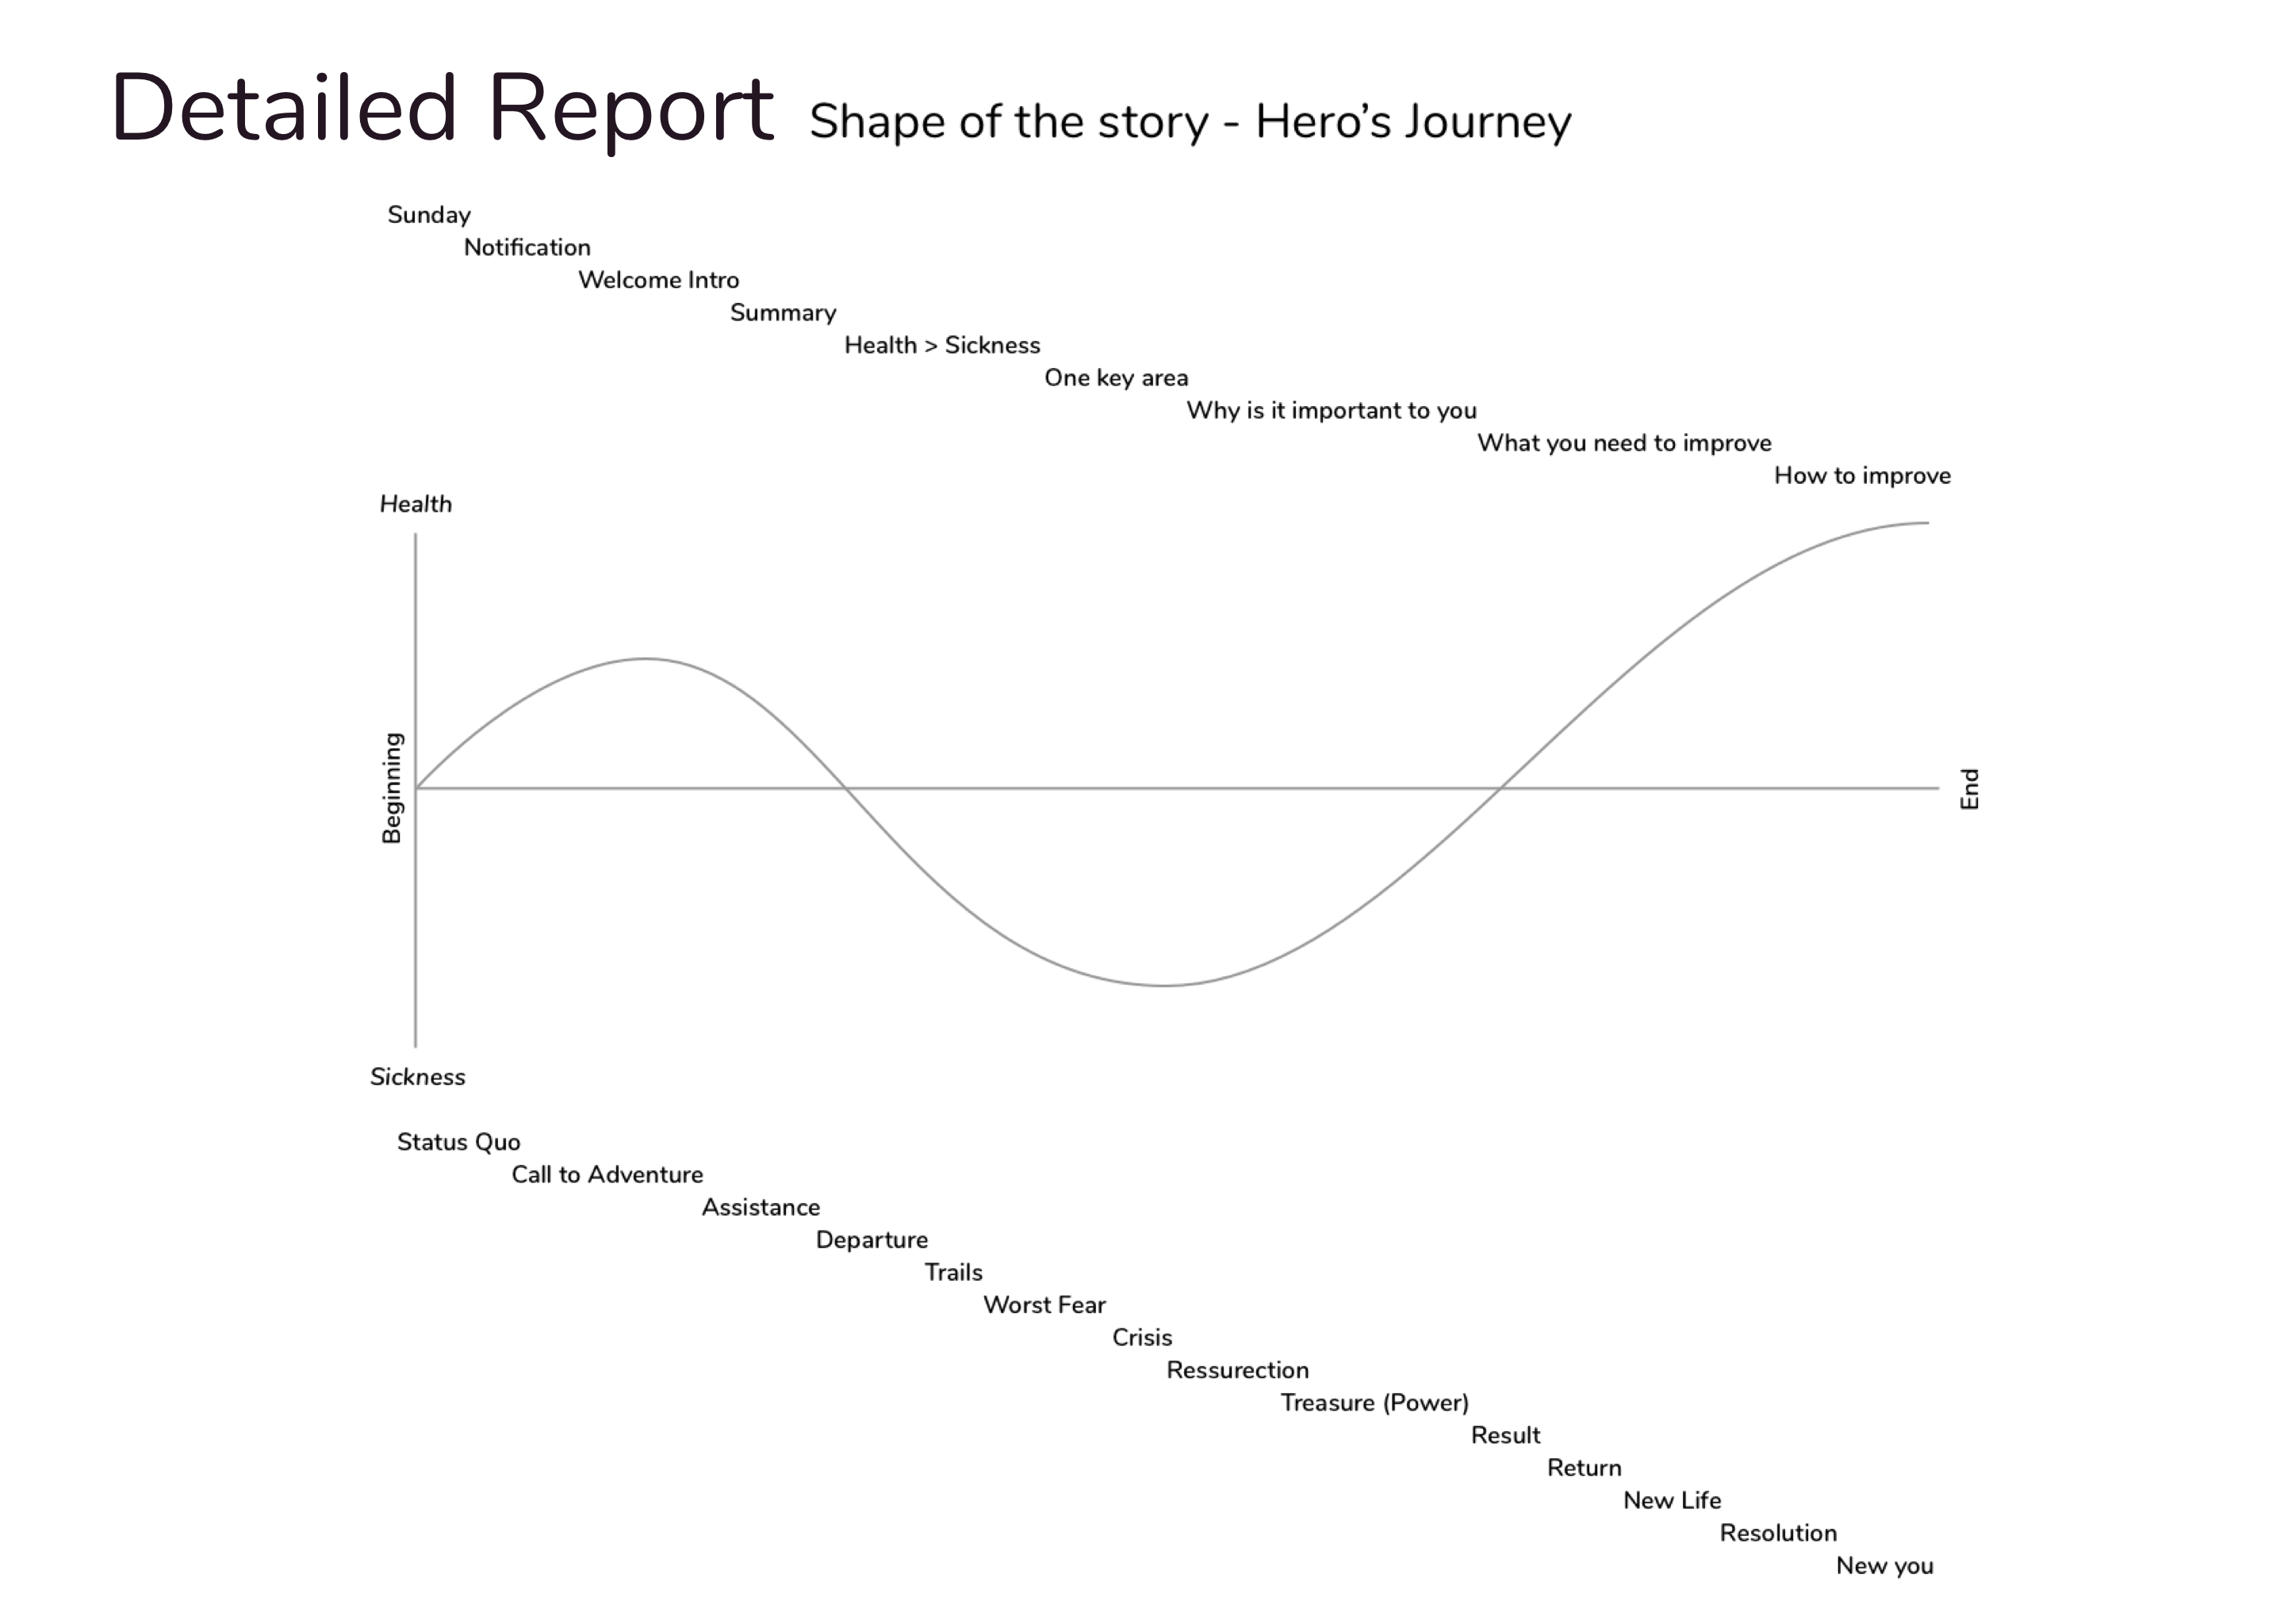 Detailed Report Shape of the story - Hero’s Journey
Sunday
Notification
Welcome Intro
Summary
Health > Sickness
One key area
Why is it important to you
What you need to improve
How to improve
Health
Beginning
End
Sickness
Status Quo
Call to Adventure
Assistance
Departure
Trails
Worst Fear
Crisis
Ressurection
Treasure (Power)
Result
Return
New Life
Resolution
New you